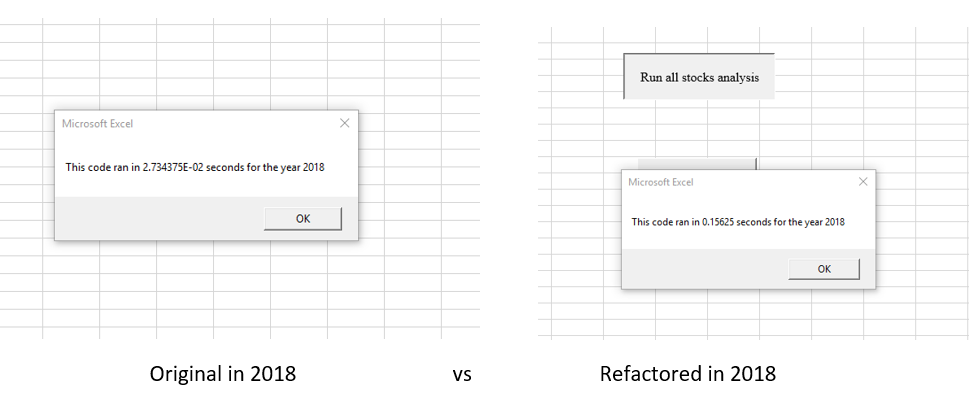 Microsoft Excel
This code ran in 2.734375E-02 seconds for the year 2018
OK
Run all stocks analysis
Microsoft Excel
This code ran in 0.15625 seconds for the year 2018
OK
Original in 2018 vs Refactored in 2018